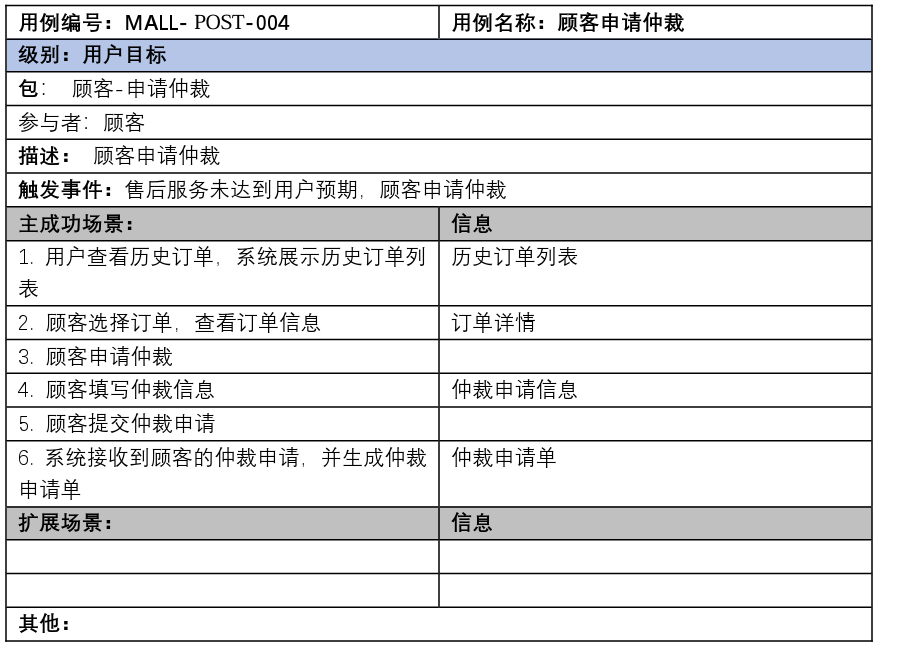 用例编号：MALL- POST-004 用例名称：顾客申请仲裁
级别：用户目标
包： 顾客-申请仲裁
参与者：顾客
描述： 顾客申请仲裁
触发事件：售后服务未达到用户预期，顾客申请仲裁
主成功场景： 信息
1. 用户查看历史订单，系统展示历史订单列 历史订单列表
表
2. 顾客选择订单，查看订单信息 订单详情
3. 顾客申请仲裁
4. 顾客填写仲裁信息 仲裁申请信息
5. 顾客提交仲裁申请
6. 系统接收到顾客的仲裁申请，并生成仲裁 仲裁申请单
申请单
扩展场景： 信息
其他：